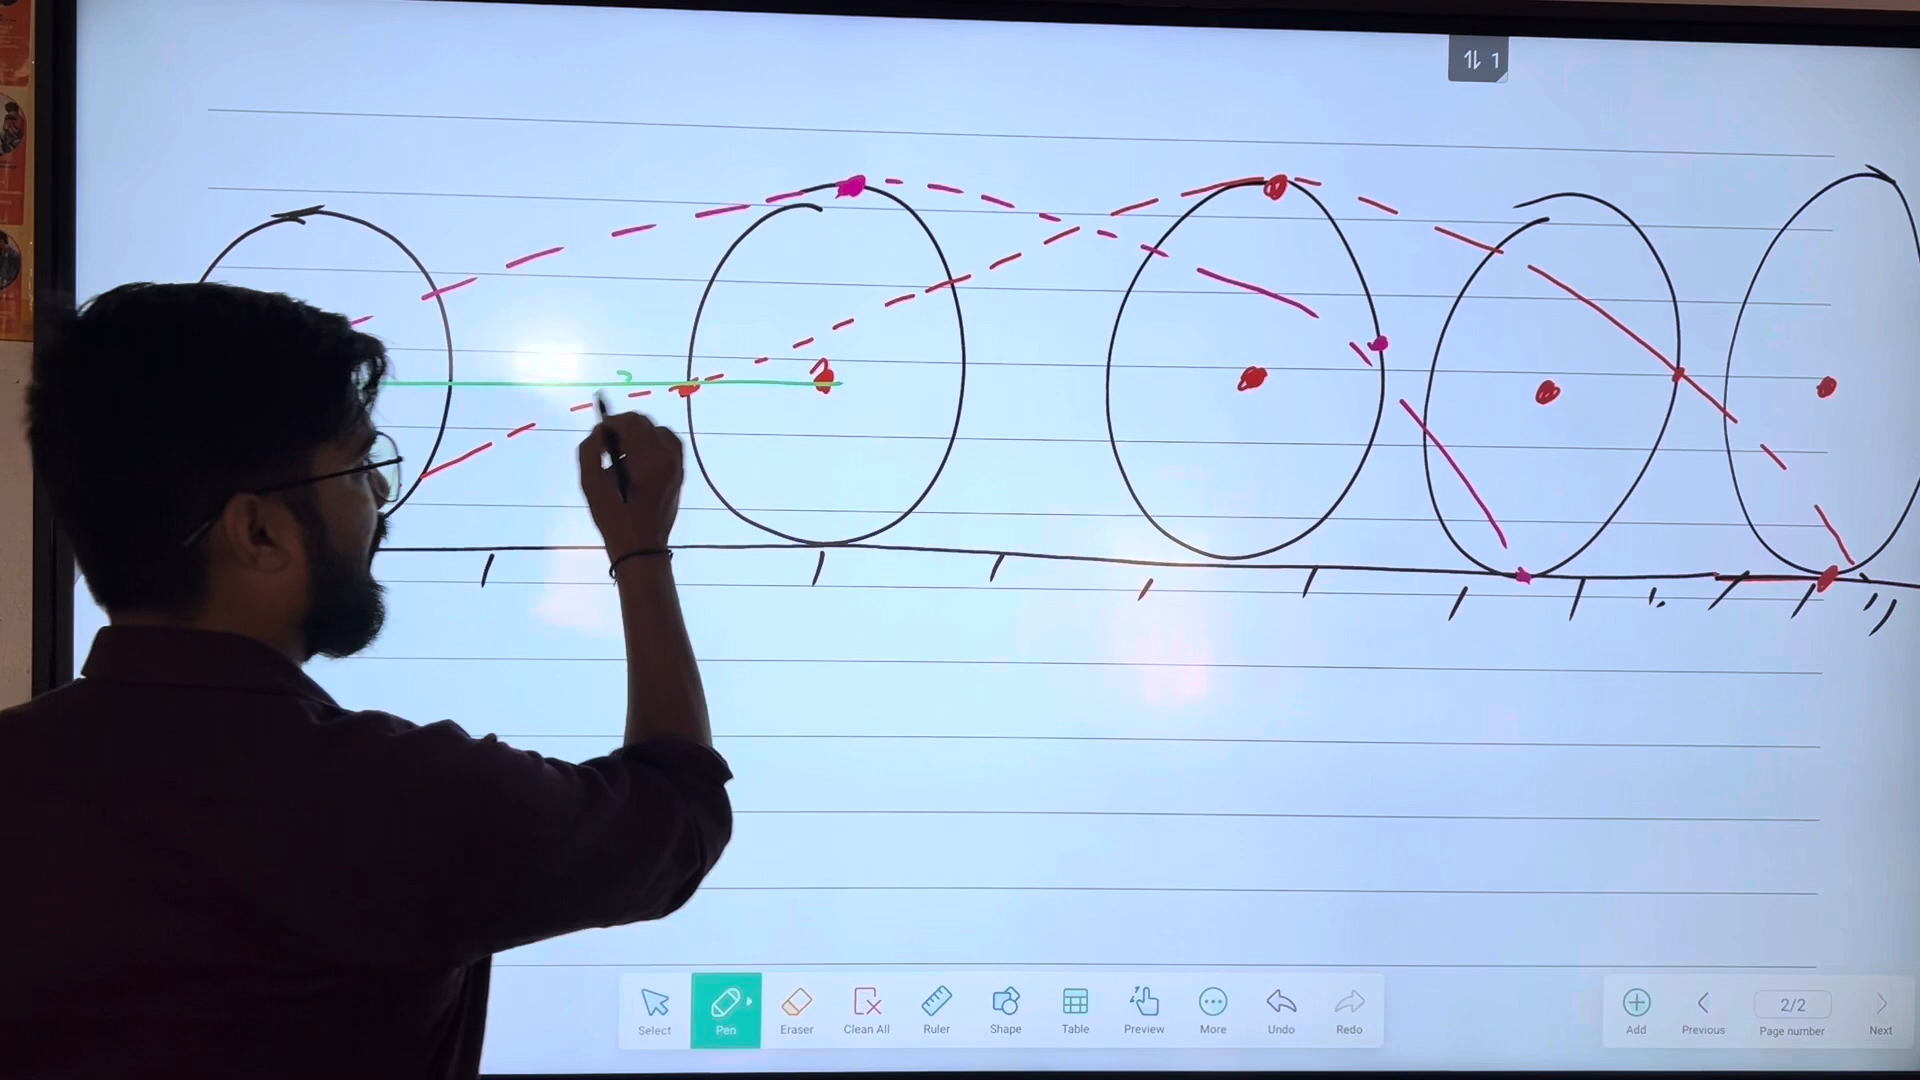 1
Select Pen Eraser Clean All Ruler Shape Table Preview More Undo Redo
Add Previous 2/2 Page number Next